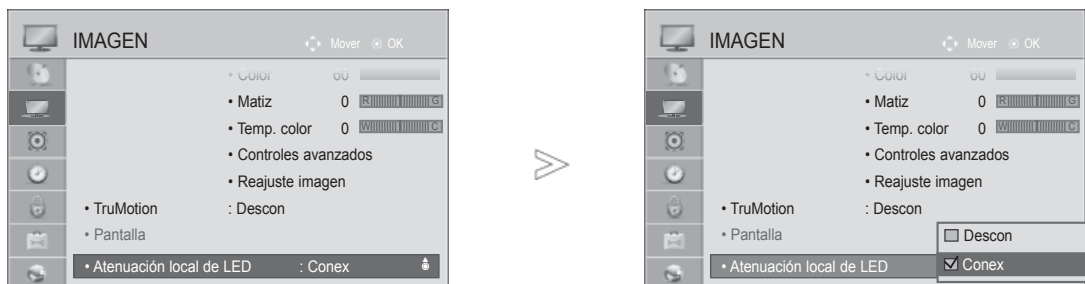 IMAGEN Mover OK
• Color 60
• Matiz 0 R G
• Temp. color 0 W C
• Controles avanzados
• Reajuste imagen
• TruMotion : Descon
• Pantalla
• Atenuación local de LED : Conex
IMAGEN Mover OK
• Color 60
• Matiz 0 R G
• Temp. color 0 W C
• Controles avanzados
• Reajuste imagen
• TruMotion : Descon
• Pantalla
Descon
• Atenuación local de LED
Conex